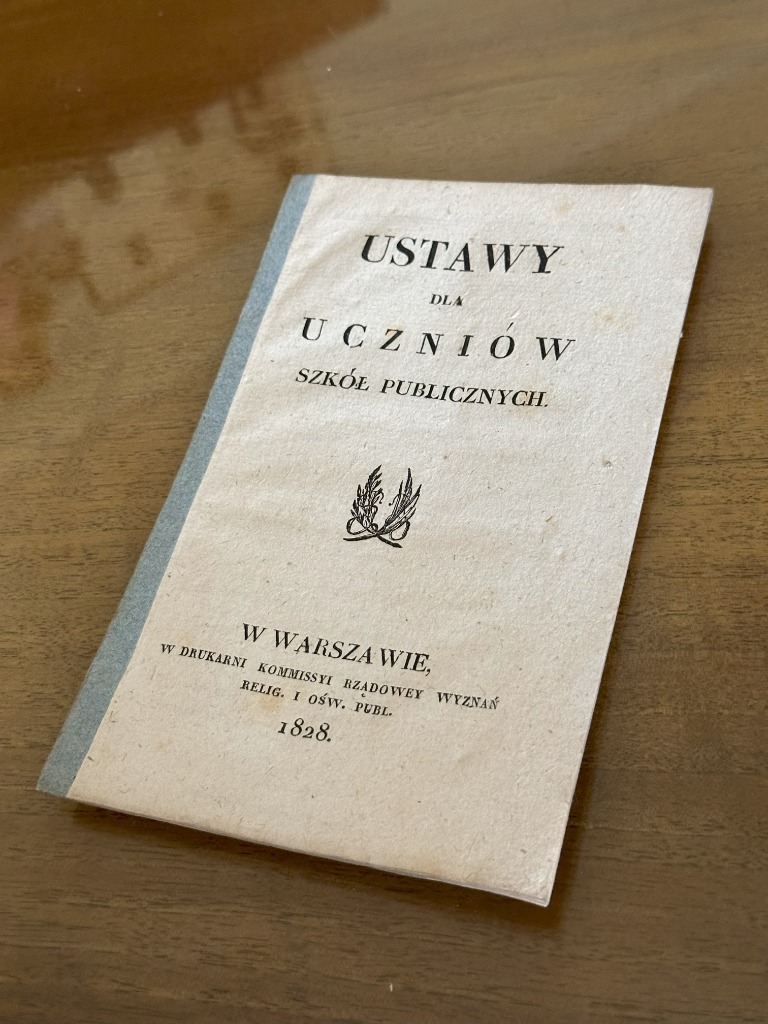 USTAWY
DLA
UCZNIÓW
SZKÓŁ PUBLICZNYCH.
W WARSZAWIE,
W DRUKARNI KOMMISSYI RZĄDOWEY WYZNAŃ
RELIG. I OŚW. PUBL.
1828.